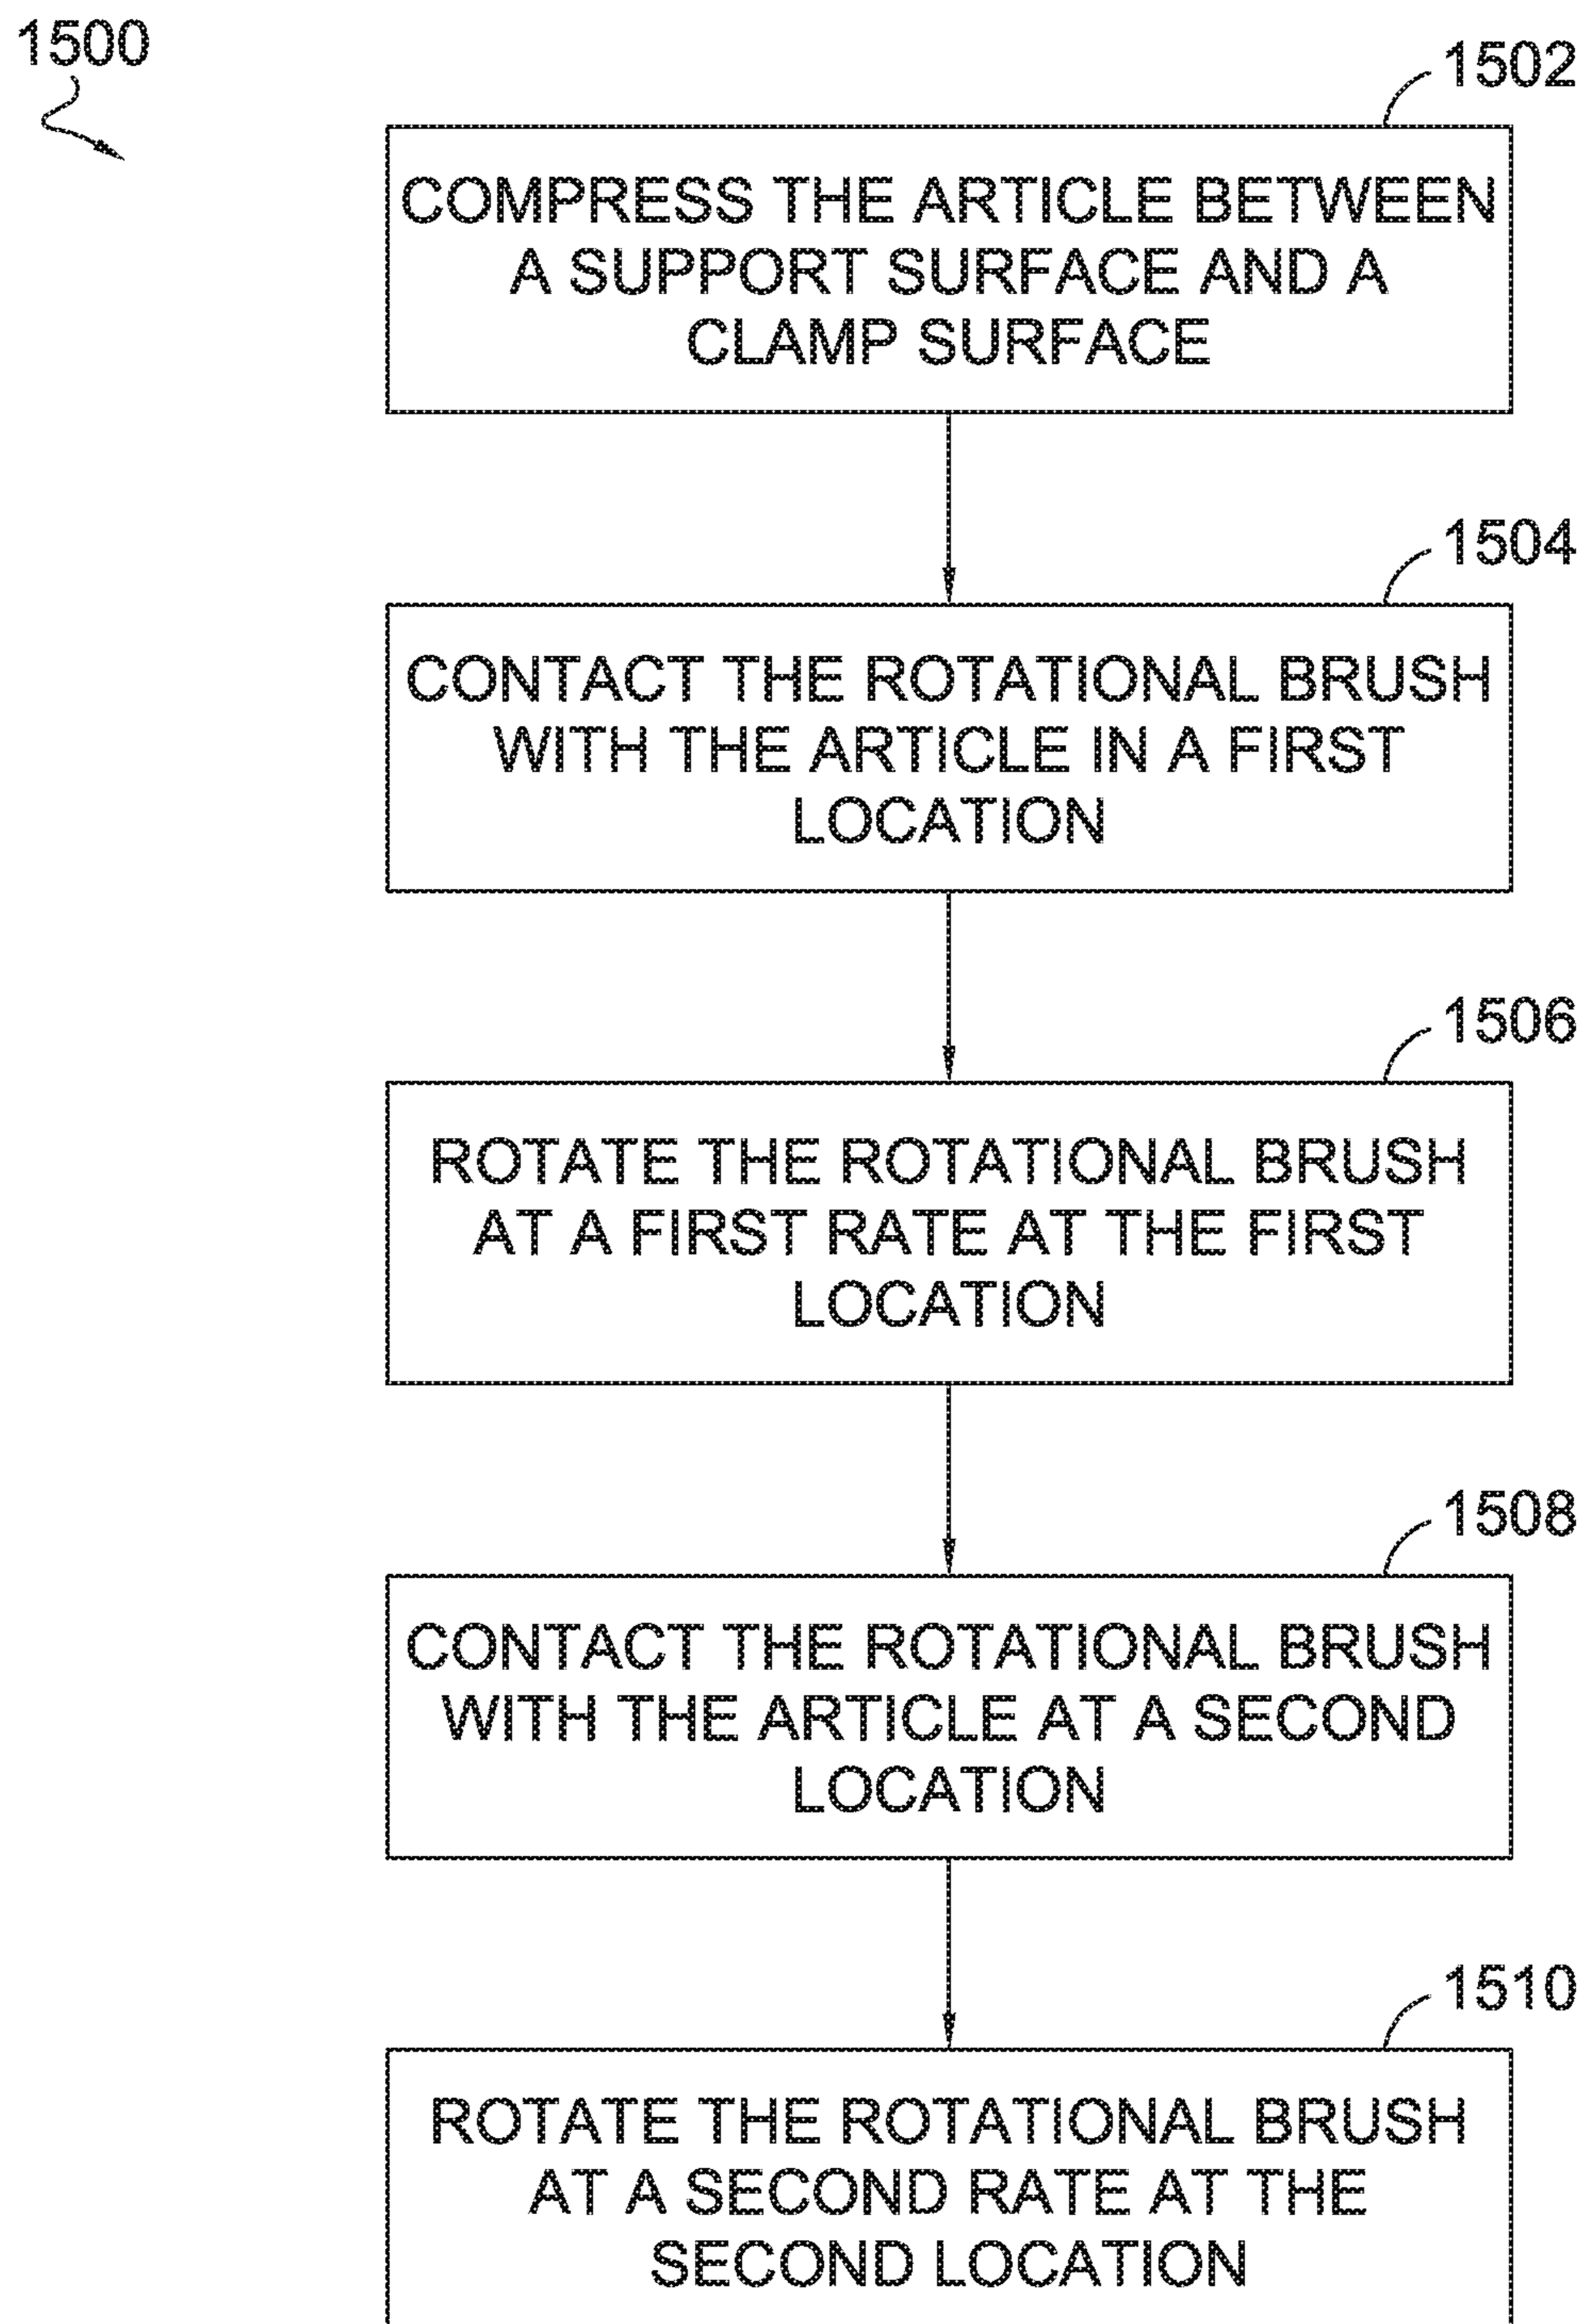 1500
1502
COMPRESS THE ARTICLE BETWEEN
A SUPPORT SURFACE AND A
CLAMP SURFACE
1504
CONTACT THE ROTATIONAL BRUSH
WITH THE ARTICLE IN A FIRST
LOCATION
1506
ROTATE THE ROTATIONAL BRUSH
AT A FIRST RATE AT THE FIRST
LOCATION
1508
CONTACT THE ROTATIONAL BRUSH
WITH THE ARTICLE AT A SECOND
LOCATION
1510
ROTATE THE ROTATIONAL BRUSH
AT A SECOND RATE AT THE
SECOND LOCATION